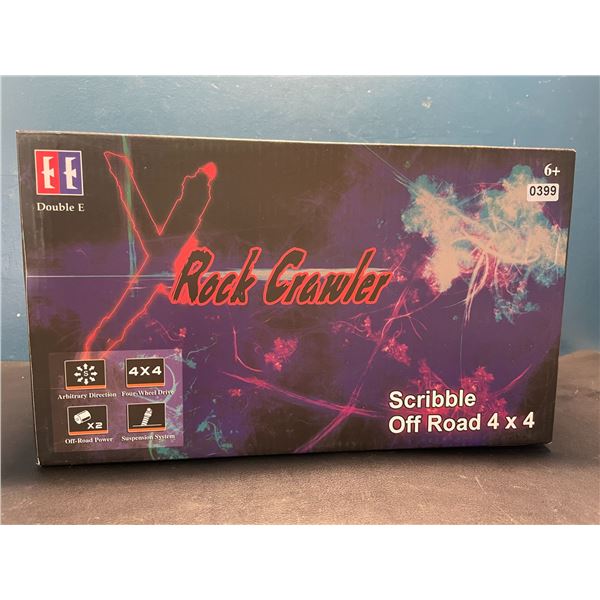 Double E
6+
0399
Rock Crawler
S
4X4
Arbitrary Direction
Four-Wheel Drive
X2
Off-Road Power
Suspension System
Scribble
Off Road 4 x 4